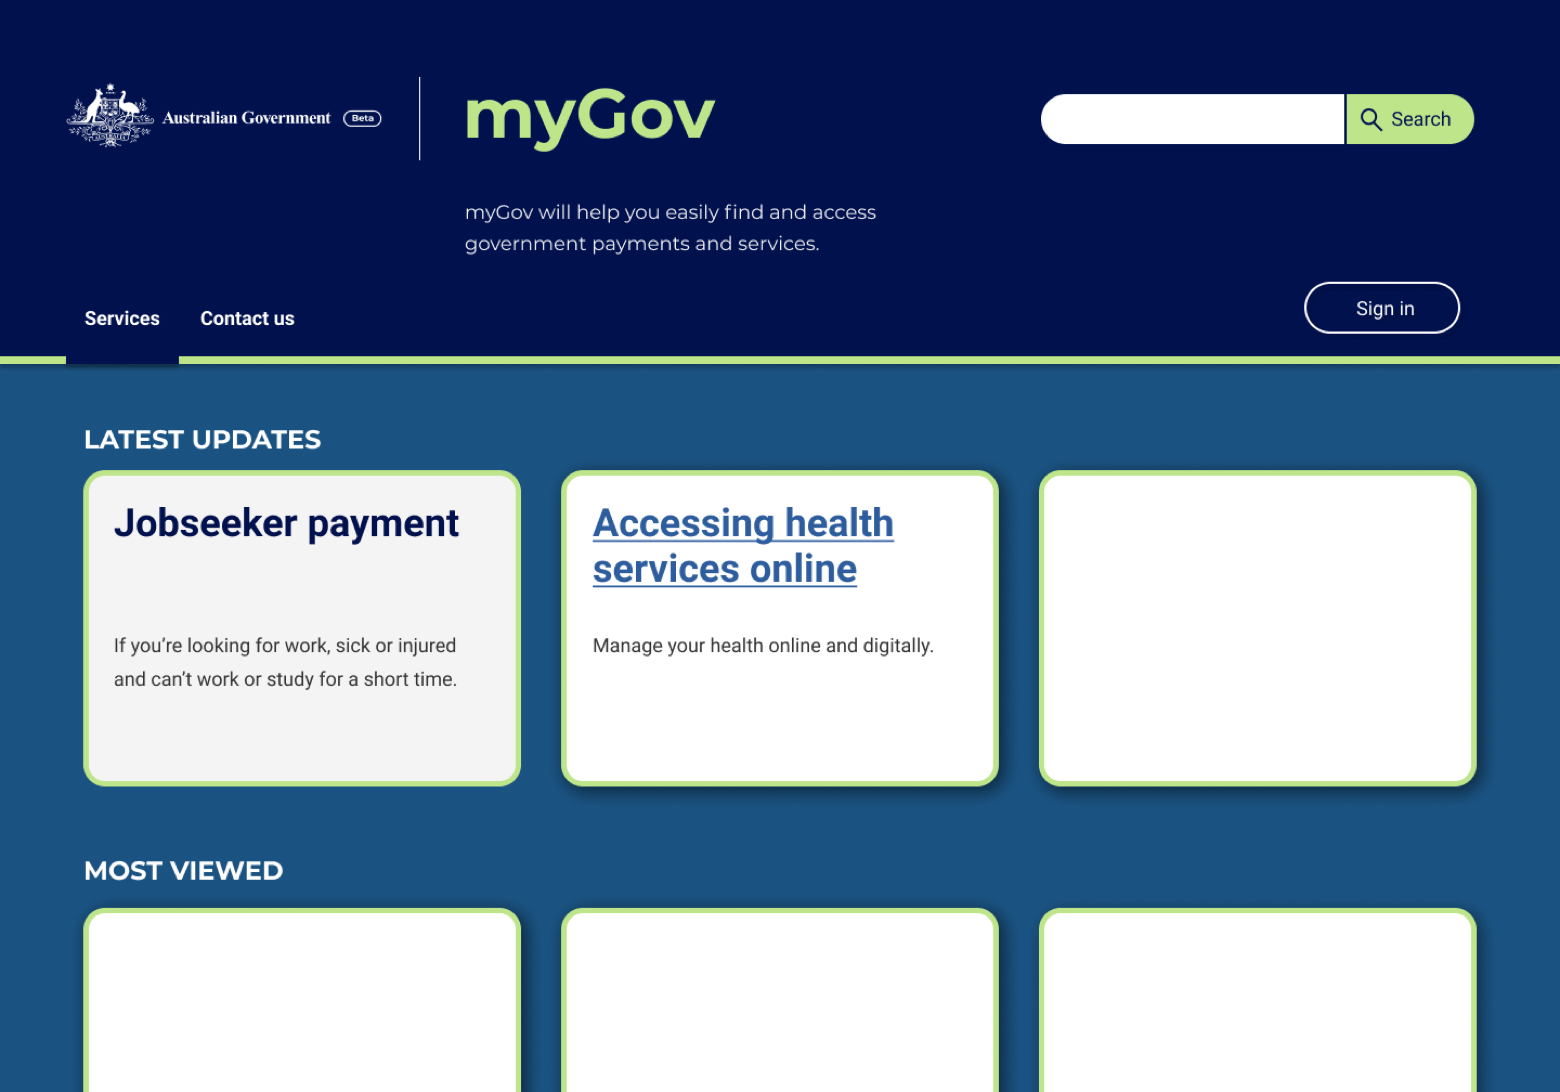 Australian Government
Beta
myGov
Search
myGov will help you easily find and access
government payments and services.
Services
Contact us
Sign in
LATEST UPDATES
Jobseeker payment
If you’re looking for work, sick or injured
and can’t work or study for a short time.
Accessing health
services online
Manage your health online and digitally.
MOST VIEWED